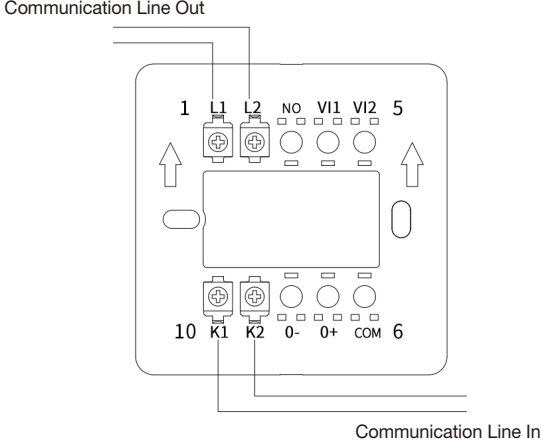 Communication Line Out
1 L1 L2 NO VI1 VI2 5
10 K1 K2 0- 0+ COM 6
Communication Line In